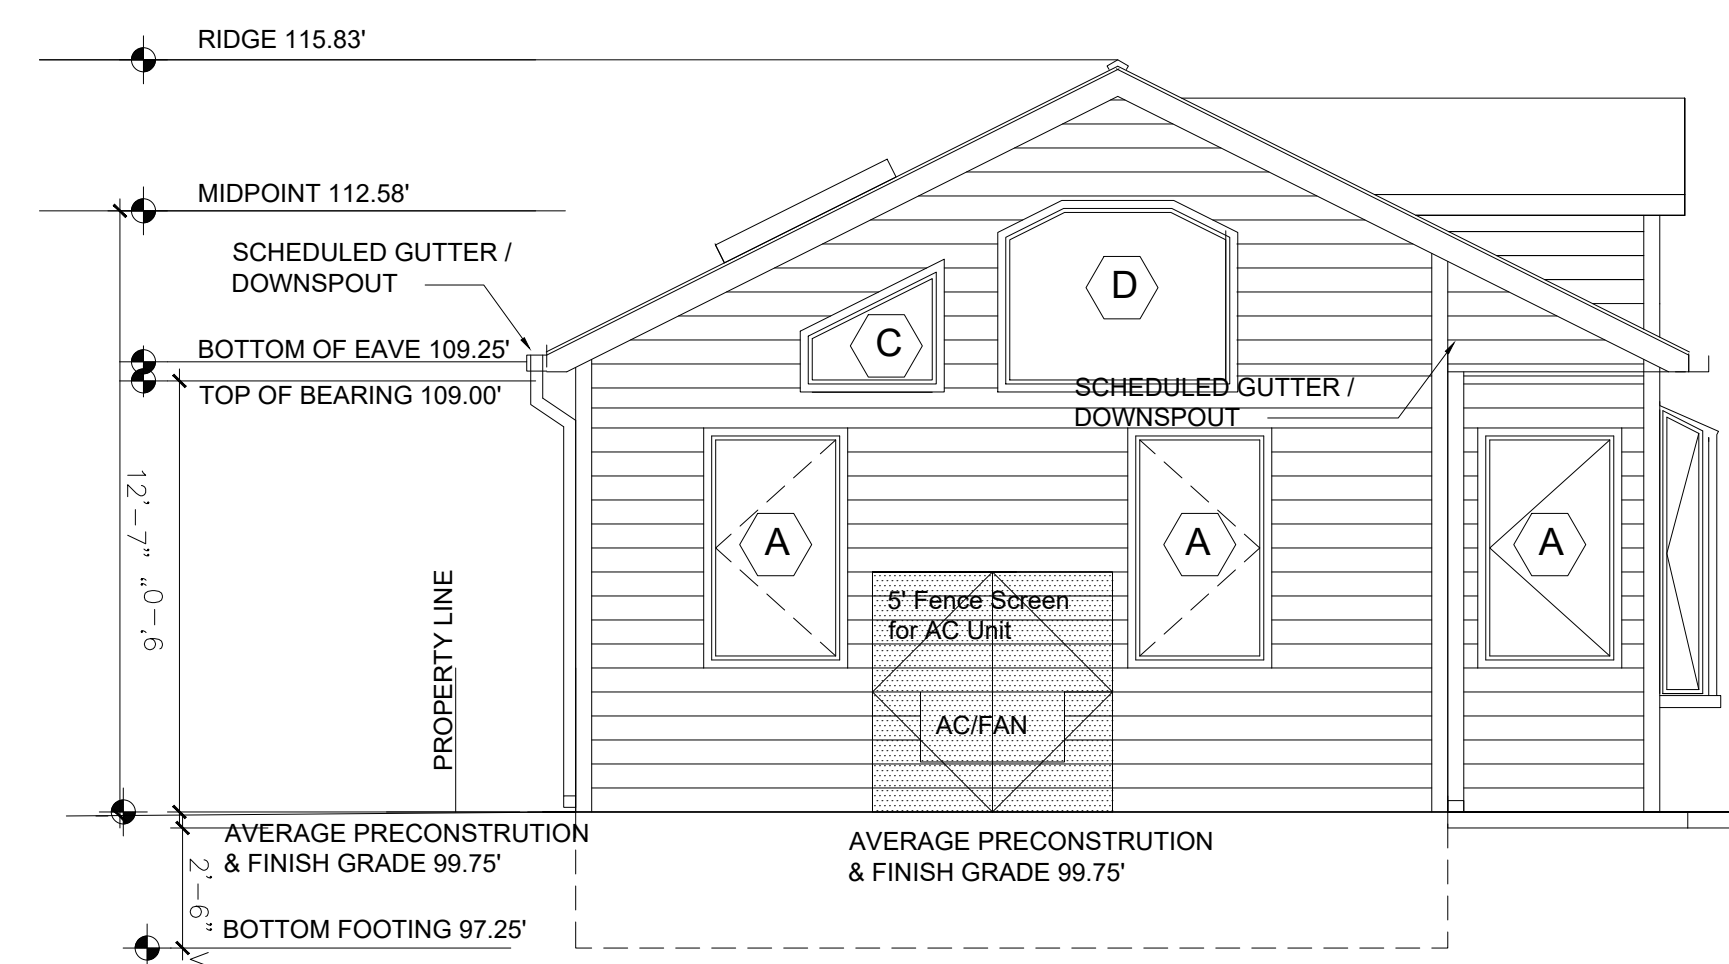 RIDGE 115.83'
MIDPOINT 112.58'
SCHEDULED GUTTER /
DOWNSPOUT
BOTTOM OF EAVE 109.25'
TOP OF BEARING 109.00'
D
C
SCHEDULED GUTTER /
DOWNSPOUT
12'-7"
9'-0"
A
A
A
5' Fence Screen
for AC Unit
PROPERTY LINE
AC/FAN
AVERAGE PRECONSTRUTION
& FINISH GRADE 99.75'
AVERAGE PRECONSTRUTION
& FINISH GRADE 99.75'
2'-6"
BOTTOM FOOTING 97.25'